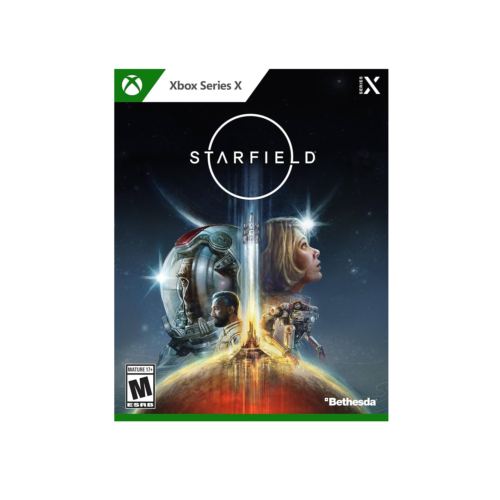 Xbox Series X
SERIES X
STARFIELD
MATURE 17+
M
ESRB
Bethesda